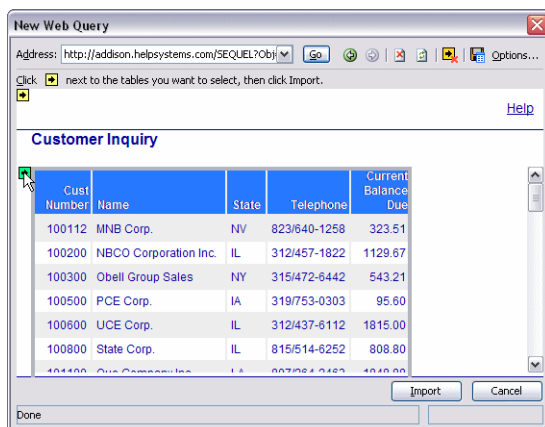 New Web Query
Address: http://addison.helpsystems.com/SEQUEL?Obj Go Options...
Click next to the tables you want to select, then click Import.
Help
Customer Inquiry
Cust Number Name State Telephone Current Balance Due
100112 MNB Corp. NV 823/640-1258 323.51
100200 NBCO Corporation Inc. IL 312/457-1822 1129.67
100300 Obell Group Sales NY 315/472-6442 543.21
100500 PCE Corp. IA 319/753-0303 95.60
100600 UCE Corp. IL 312/437-6112 1815.00
100800 State Corp. IL 815/514-6252 808.80
Import Cancel
Done